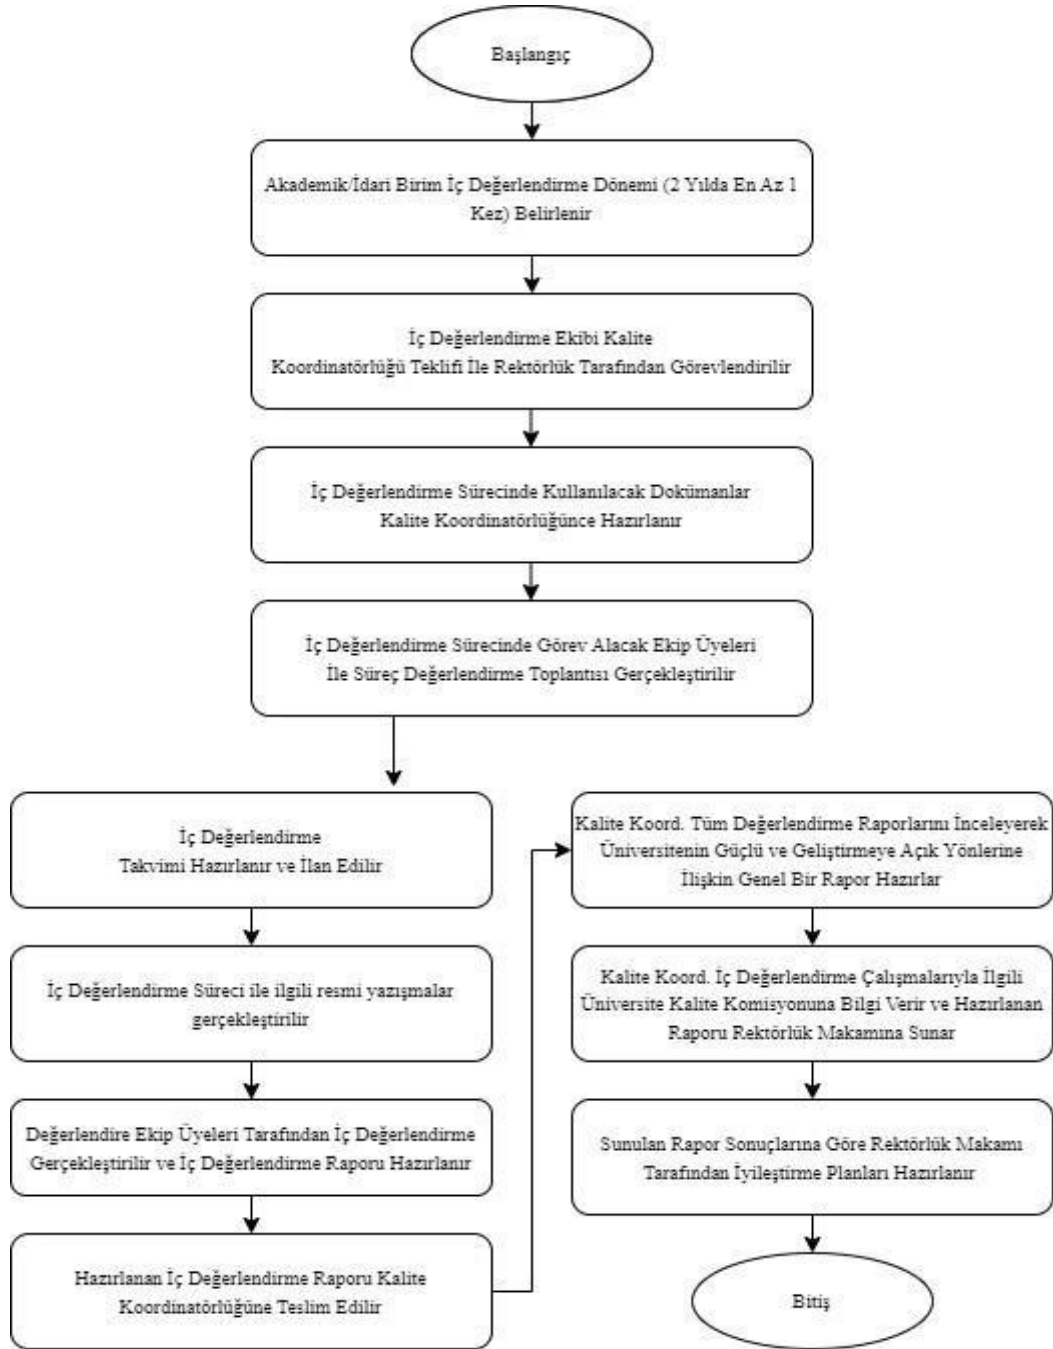 Başlangıç
Akademik/İdari Birim İç Değerlendirme Dönemi (2 Yılda En Az 1
Kez) Belirlenir
İç Değerlendirme Ekibi Kalite
Koordinatörlüğü Teklifi İle Rektörlük Tarafından Görevlendirilir
İç Değerlendirme Sürecinde Kullanılacak Dokümanlar
Kalite Koordinatörlüğünce Hazırlanır
İç Değerlendirme Sürecinde Görev Alacak Ekip Üyeleri
İle Süreç Değerlendirme Toplantısı Gerçekleştirilir
İç Değerlendirme
Takvimi Hazırlanır ve İlan Edilir
İç Değerlendirme Süreci ile ilgili resmi yazışmalar
gerçekleştirilir
Değerlendire Ekip Üyeleri Tarafından İç Değerlendirme
Gerçekleştirilir ve İç Değerlendirme Raporu Hazırlanır
Hazırlanan İç Değerlendirme Raporu Kalite
Koordinatörlüğüne Teslim Edilir
Kalite Koord. Tüm Değerlendirme Raporlarını İnceleyerek
Üniversitenin Güçlü ve Geliştirmeye Açık Yönlerine
İlişkin Genel Bir Rapor Hazırlar
Kalite Koord. İç Değerlendirme Çalışmalarıyla İlgili
Üniversite Kalite Komisyonuna Bilgi Verir ve Hazırlanan
Raporu Rektörlük Makamına Sunar
Sunulan Rapor Sonuçlarına Göre Rektörlük Makamı
Tarafından İyileştirme Planları Hazırlanır
Bitiş